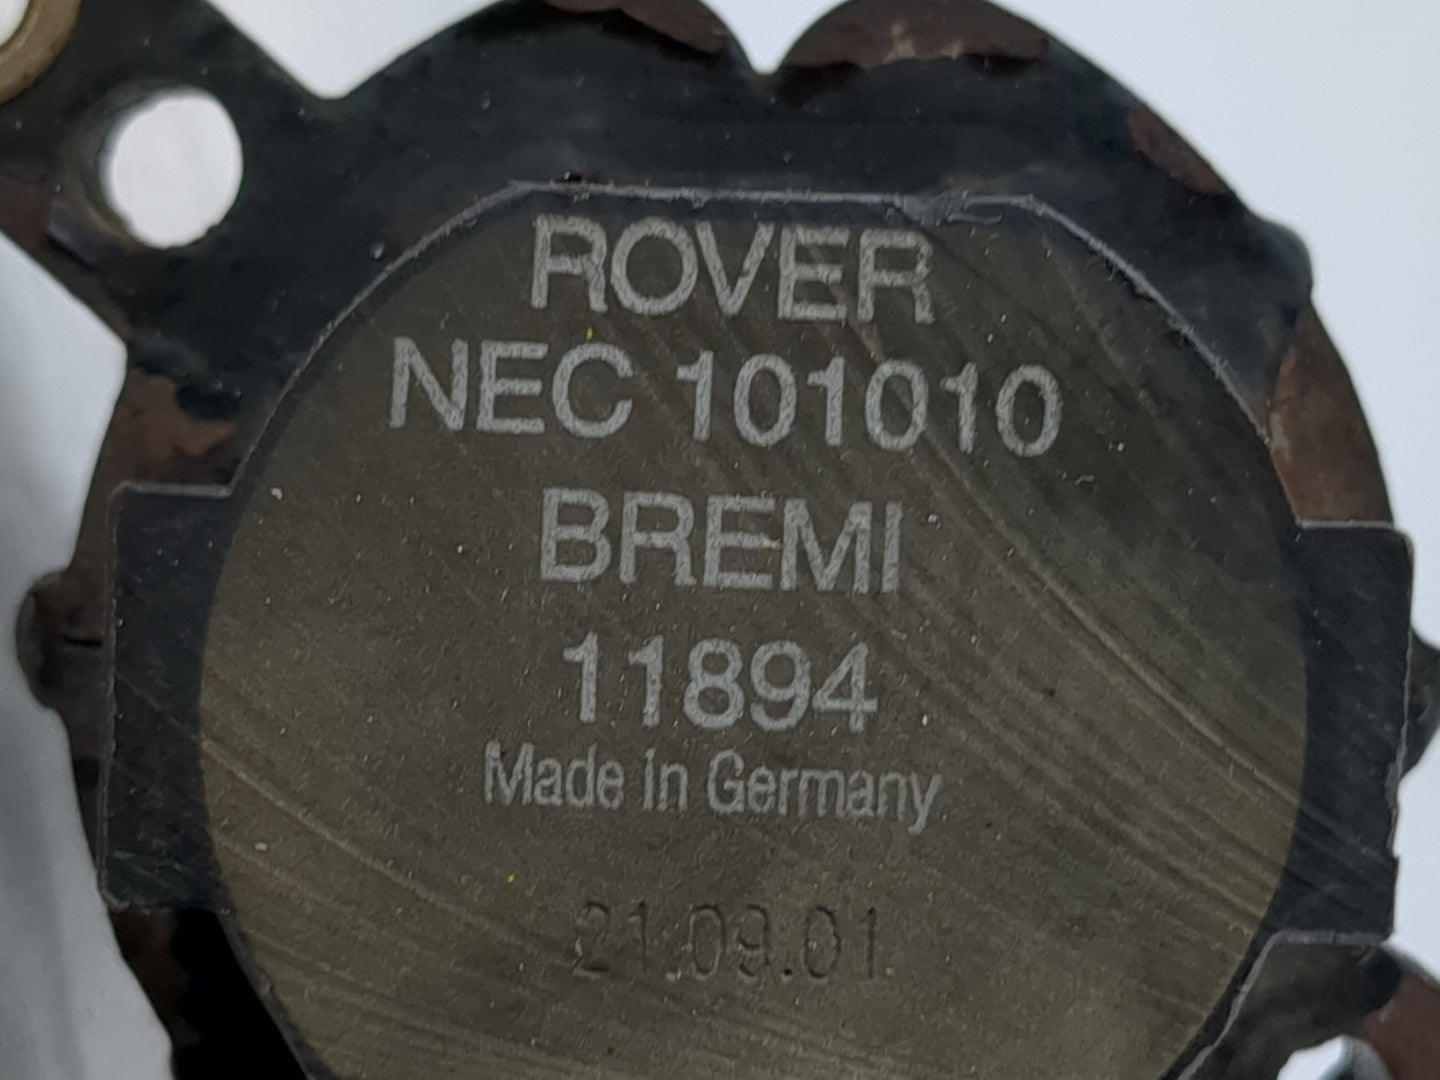 ROVER
NEC 101010
BREMI
11894
Made In Germany
21.09.01